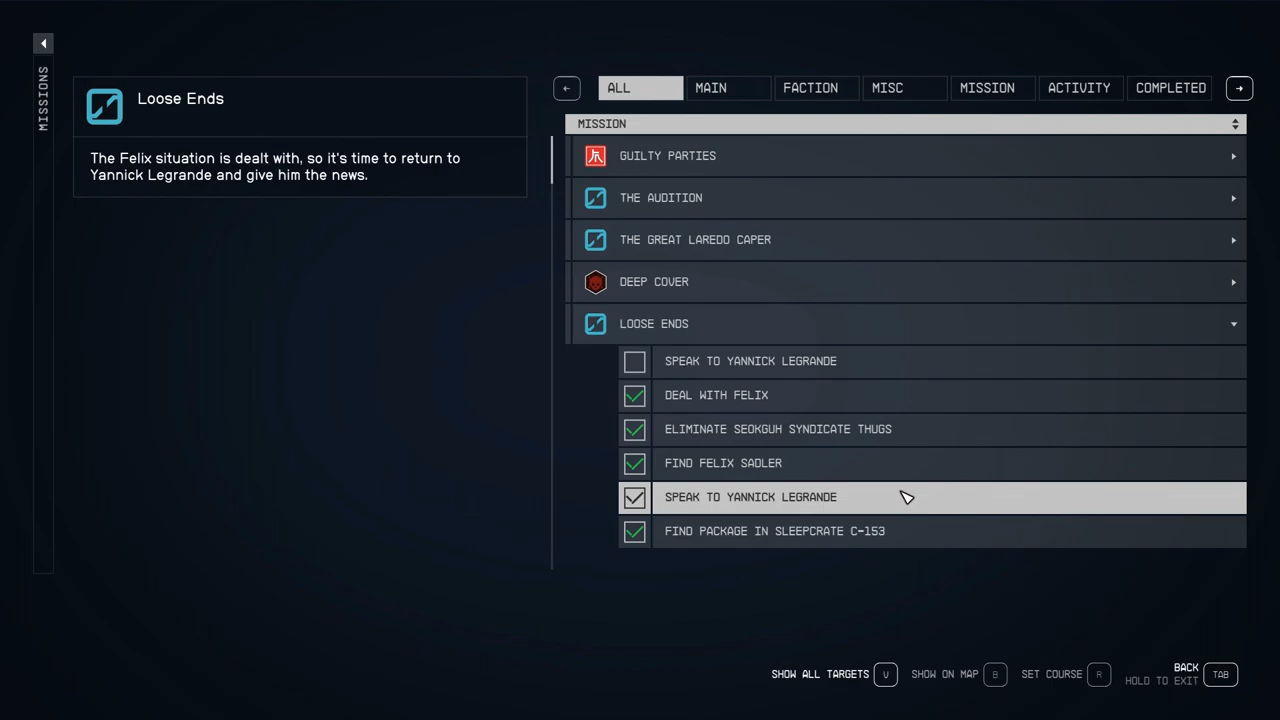 MISSIONS
Loose Ends
The Felix situation is dealt with, so it's time to return to
Yannick Legrande and give him the news.
ALL
MAIN
FACTION
MISC
MISSION
ACTIVITY
COMPLETED
MISSION
GUILTY PARTIES
THE AUDITION
THE GREAT LAREDO CAPER
DEEP COVER
LOOSE ENDS
SPEAK TO YANNICK LEGRANDE
DEAL WITH FELIX
ELIMINATE SEOKGUH SYNDICATE THUGS
FIND FELIX SADLER
SPEAK TO YANNICK LEGRANDE
FIND PACKAGE IN SLEEPCRATE C-153
SHOW ALL TARGETS V
SHOW ON MAP B
SET COURSE R
BACK
HOLD TO EXIT TAB